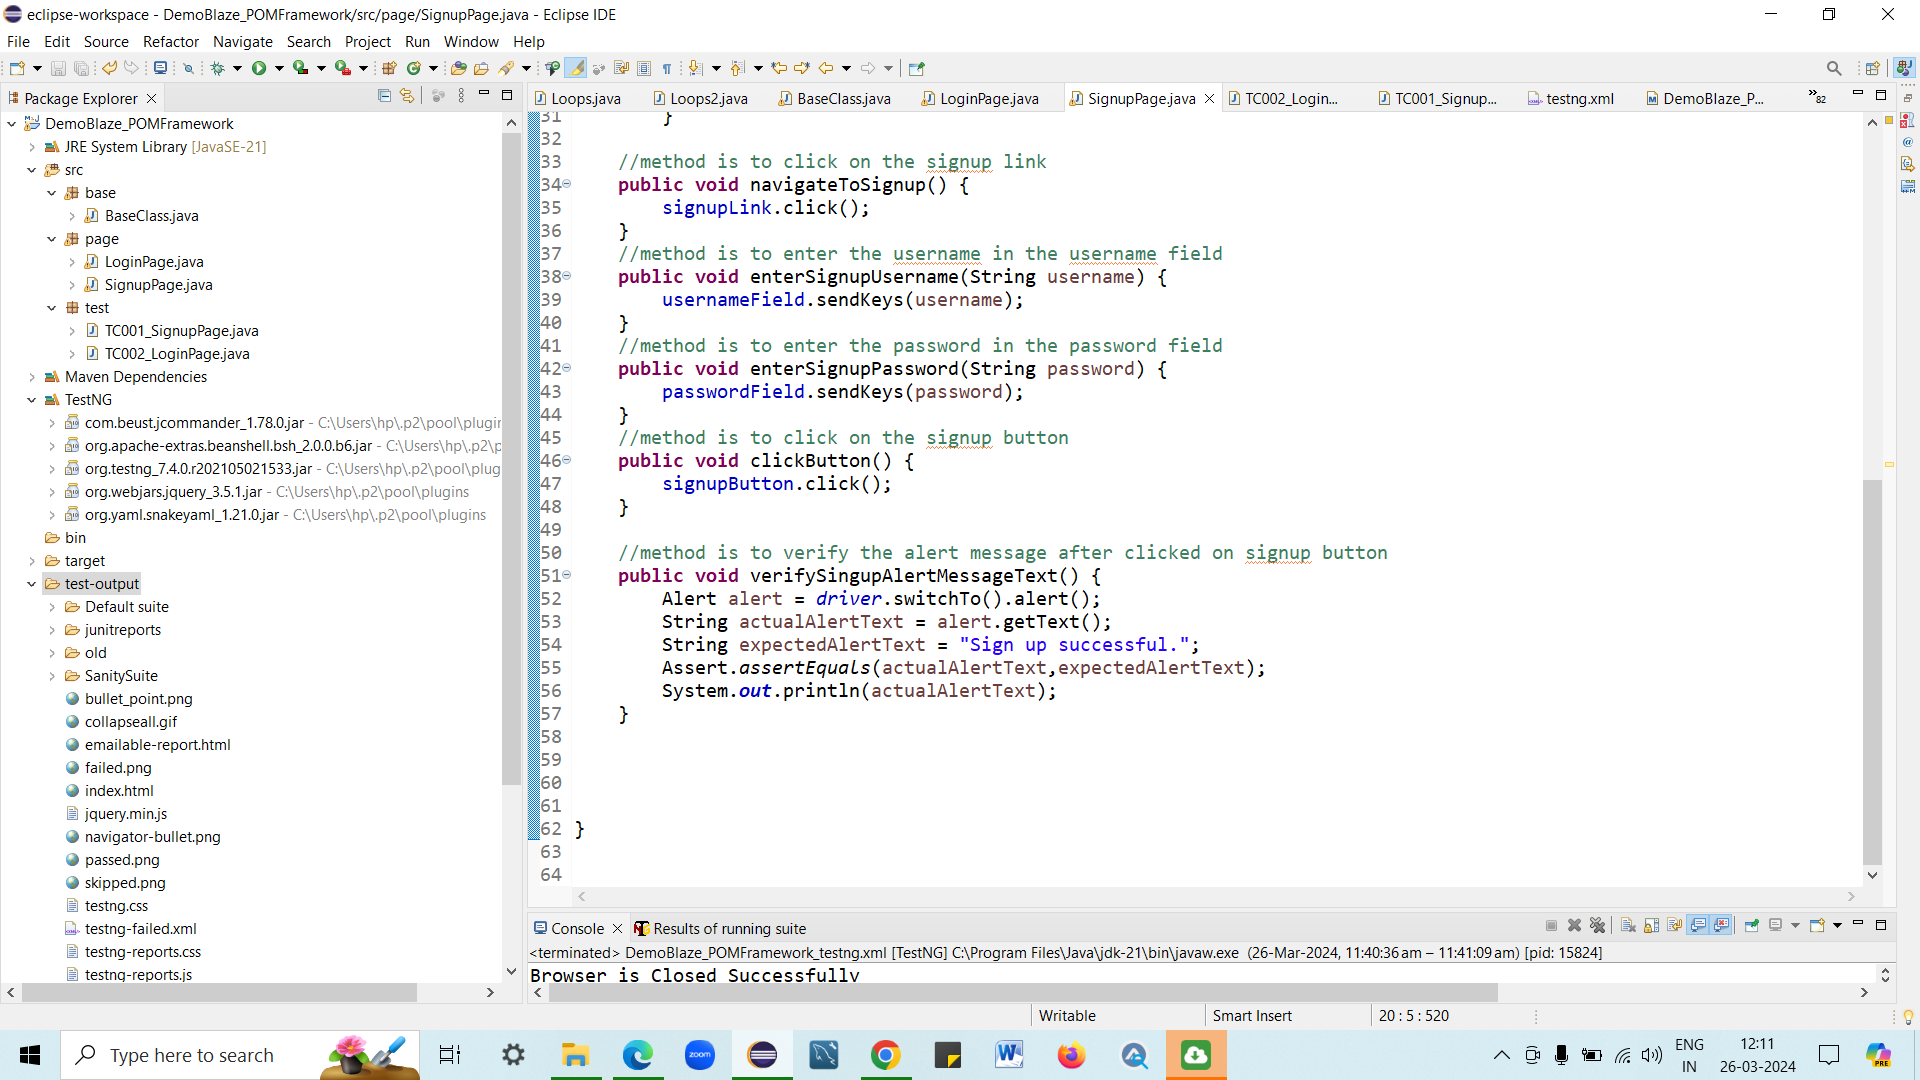 eclipse-workspace - DemoBlaze_POMFramework/src/page/SignupPage.java - Eclipse IDE
File Edit Source Refactor Navigate Search Project Run Window Help
Package Explorer
DemoBlaze_POMFramework
JRE System Library [JavaSE-21]
src
base
BaseClass.java
page
LoginPage.java
SignupPage.java
test
TC001_SignupPage.java
TC002_LoginPage.java
Maven Dependencies
TestNG
com.beust.jcommander_1.78.0.jar - C:\Users\hp\.p2\pool\plugin
org.apache-extras.beanshell.bsh_2.0.0.b6.jar - C:\Users\hp\.p2\p
org.testng_7.4.0.r202105021533.jar - C:\Users\hp\.p2\pool\plug
org.webjars.jquery_3.5.1.jar - C:\Users\hp\.p2\pool\plugins
org.yaml.snakeyaml_1.21.0.jar - C:\Users\hp\.p2\pool\plugins
bin
target
test-output
Default suite
junitreports
old
SanitySuite
bullet_point.png
collapseall.gif
emailable-report.html
failed.png
index.html
jquery.min.js
navigator-bullet.png
passed.png
skipped.png
testng.css
testng-failed.xml
testng-reports.css
testng-reports.js
Loops.java Loops2.java BaseClass.java LoginPage.java SignupPage.java TC002_Login... TC001_Signup... testng.xml DemoBlaze_P... »82
31 }
32
33 //method is to click on the signup link
34 public void navigateToSignup() {
35 signupLink.click();
36 }
37 //method is to enter the username in the username field
38 public void enterSignupUsername(String username) {
39 usernameField.sendKeys(username);
40 }
41 //method is to enter the password in the password field
42 public void enterSignupPassword(String password) {
43 passwordField.sendKeys(password);
44 }
45 //method is to click on the signup button
46 public void clickButton() {
47 signupButton.click();
48 }
49
50 //method is to verify the alert message after clicked on signup button
51 public void verifySingupAlertMessageText() {
52 Alert alert = driver.switchTo().alert();
53 String actualAlertText = alert.getText();
54 String expectedAlertText = "Sign up successful.";
55 Assert.assertEquals(actualAlertText,expectedAlertText);
56 System.out.println(actualAlertText);
57 }
58
59
60
61
62 }
63
64
Console Results of running suite
<terminated> DemoBlaze_POMFramework_testng.xml [TestNG] C:\Program Files\Java\jdk-21\bin\javaw.exe (26-Mar-2024, 11:40:36 am – 11:41:09 am) [pid: 15824]
Browser is Closed Successfully
Writable Smart Insert 20 : 5 : 520
Type here to search
zoom
ENG
IN
12:11
26-03-2024
PRE